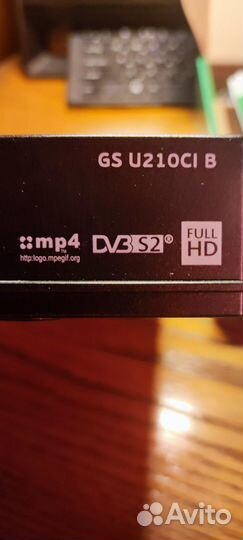 GS U210CI B
mp4 DVB S2® FULL HD
http:logo.mpegif.org
Avito